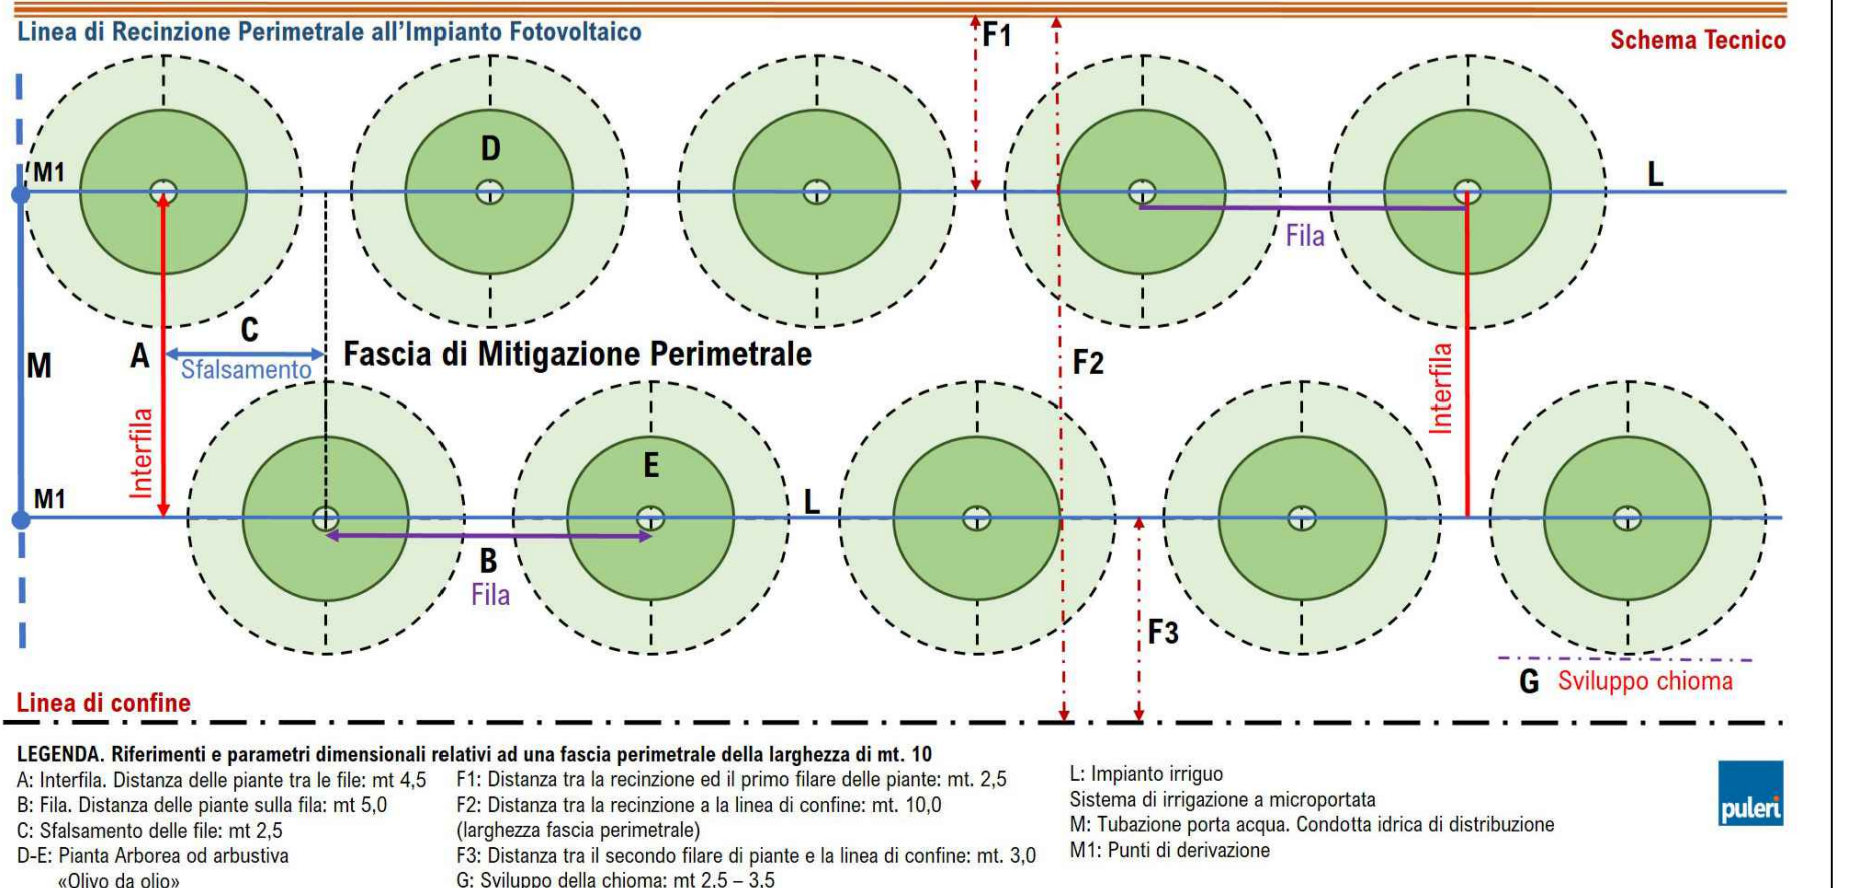 Linea di Recinzione Perimetrale all'Impianto Fotovoltaico
F1
Schema Tecnico
D
M1
L
Fila
C
A
Sfalsamento
Fascia di Mitigazione Perimetrale
F2
M
Interfila
Interfila
E
M1
L
B
Fila
F3
G Sviluppo chioma
Linea di confine
LEGENDA. Riferimenti e parametri dimensionali relativi ad una fascia perimetrale della larghezza di mt. 10
A: Interfila. Distanza delle piante tra le file: mt 4,5
B: Fila. Distanza delle piante sulla fila: mt 5,0
C: Sfalsamento delle file: mt 2,5
D-E: Pianta Arborea od arbustiva
«Olivo da olio»
F1: Distanza tra la recinzione ed il primo filare delle piante: mt. 2,5
F2: Distanza tra la recinzione a la linea di confine: mt. 10,0
(larghezza fascia perimetrale)
F3: Distanza tra il secondo filare di piante e la linea di confine: mt. 3,0
G: Sviluppo della chioma: mt 2,5 – 3,5
L: Impianto irriguo
Sistema di irrigazione a microportata
M: Tubazione porta acqua. Condotta idrica di distribuzione
M1: Punti di derivazione
puleri